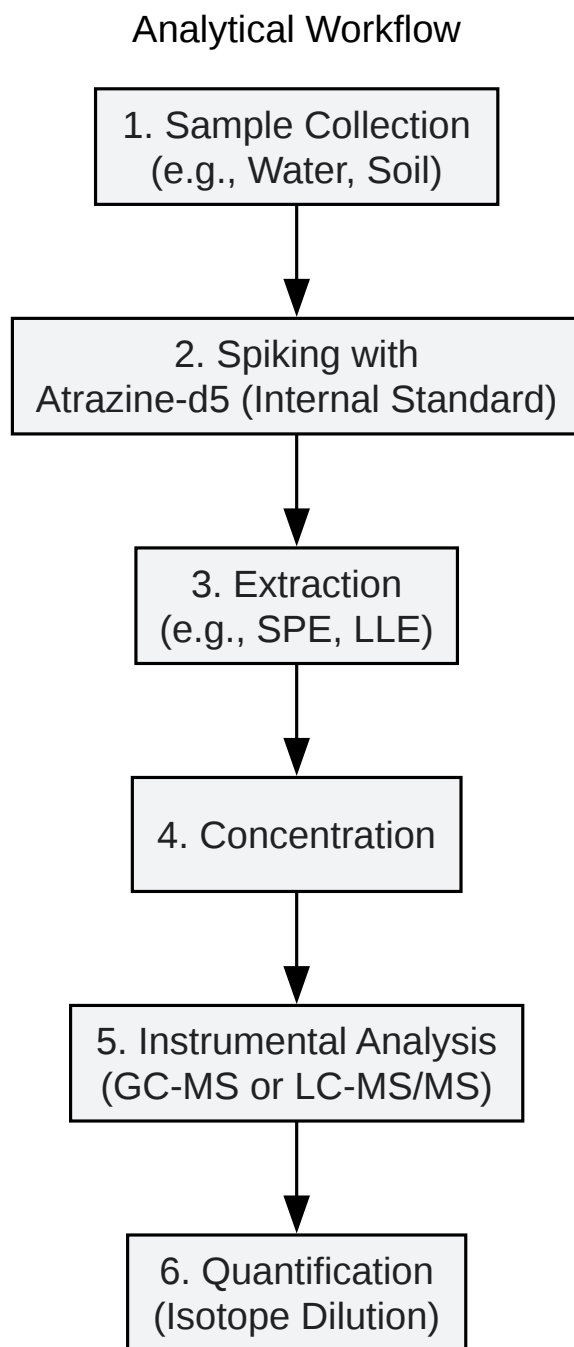 Analytical Workflow
1. Sample Collection
(e.g., Water, Soil)
2. Spiking with
Atrazine-d5 (Internal Standard)
3. Extraction
(e.g., SPE, LLE)
4. Concentration
5. Instrumental Analysis
(GC-MS or LC-MS/MS)
6. Quantification
(Isotope Dilution)